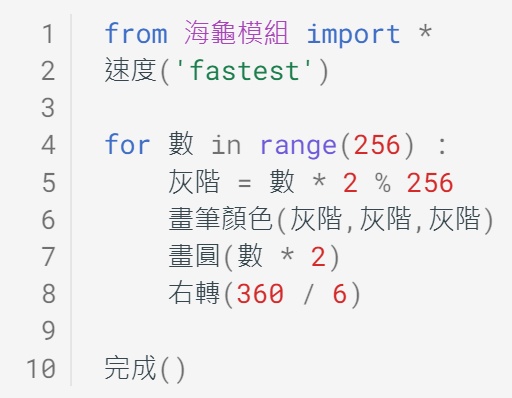 1 from 海龜模組 import *
2 速度('fastest')
3
4 for 數 in range(256) :
5 灰階 = 數 * 2 % 256
6 畫筆顏色(灰階,灰階,灰階)
7 畫圓(數 * 2)
8 右轉(360 / 6)
9
10 完成()